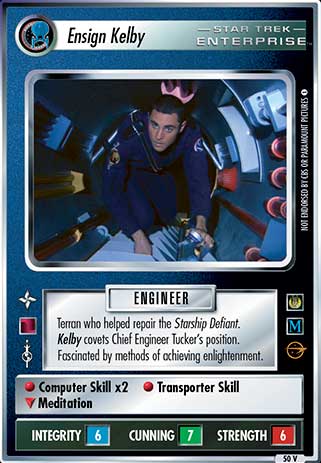 Ensign Kelby
STAR TREK
ENTERPRISE
NOT ENDORSED BY CBS OR PARAMOUNT PICTURES
ENGINEER
Terran who helped repair the Starship Defiant.
Kelby covets Chief Engineer Tucker's position.
Fascinated by methods of achieving enlightenment.
M
Computer Skill x2 Transporter Skill
Meditation
INTEGRITY 6 CUNNING 7 STRENGTH 6
50 V